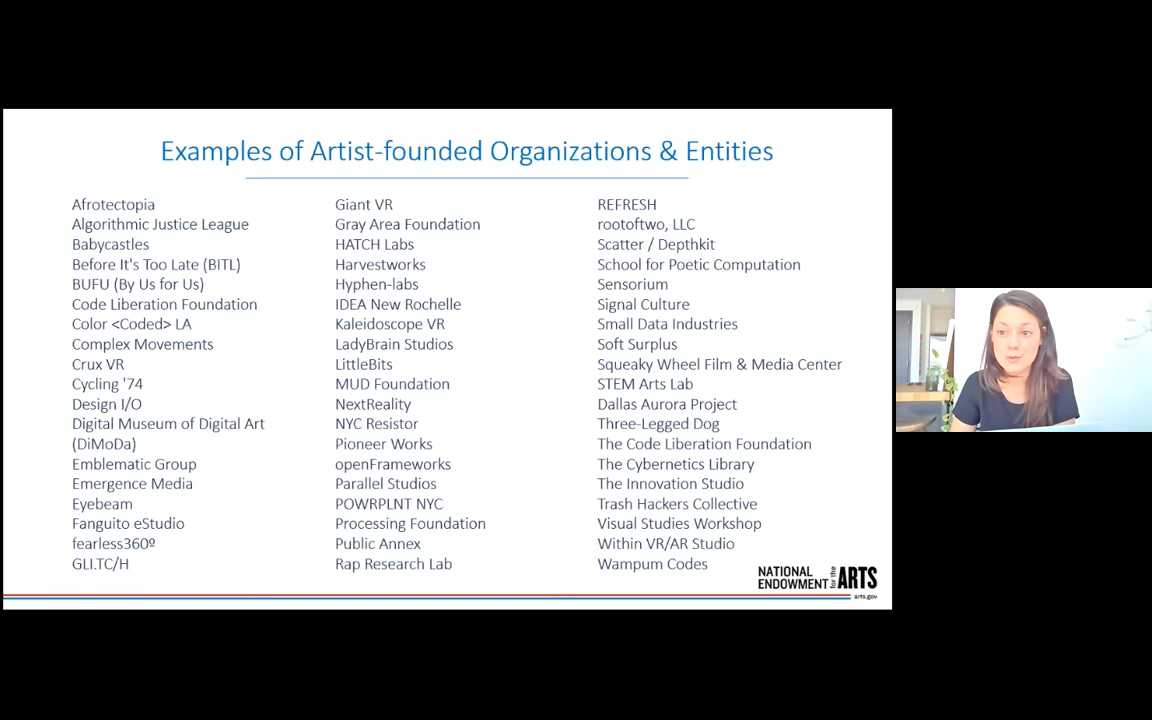 Examples of Artist-founded Organizations & Entities
Afrotectopia
Algorithmic Justice League
Babycastles
Before It's Too Late (BITL)
BUFU (By Us for Us)
Code Liberation Foundation
Color <Coded> LA
Complex Movements
Crux VR
Cycling '74
Design I/O
Digital Museum of Digital Art
(DiMoDa)
Emblematic Group
Emergence Media
Eyebeam
Fanguito eStudio
fearless360º
GLI.TC/H
Giant VR
Gray Area Foundation
HATCH Labs
Harvestworks
Hyphen-labs
IDEA New Rochelle
Kaleidoscope VR
LadyBrain Studios
LittleBits
MUD Foundation
NextReality
NYC Resistor
Pioneer Works
openFrameworks
Parallel Studios
POWRPLNT NYC
Processing Foundation
Public Annex
Rap Research Lab
REFRESH
rootoftwo, LLC
Scatter / Depthkit
School for Poetic Computation
Sensorium
Signal Culture
Small Data Industries
Soft Surplus
Squeaky Wheel Film & Media Center
STEM Arts Lab
Dallas Aurora Project
Three-Legged Dog
The Code Liberation Foundation
The Cybernetics Library
The Innovation Studio
Trash Hackers Collective
Visual Studies Workshop
Within VR/AR Studio
Wampum Codes
NATIONAL
ENDOWMENT for the ARTS
arts.gov